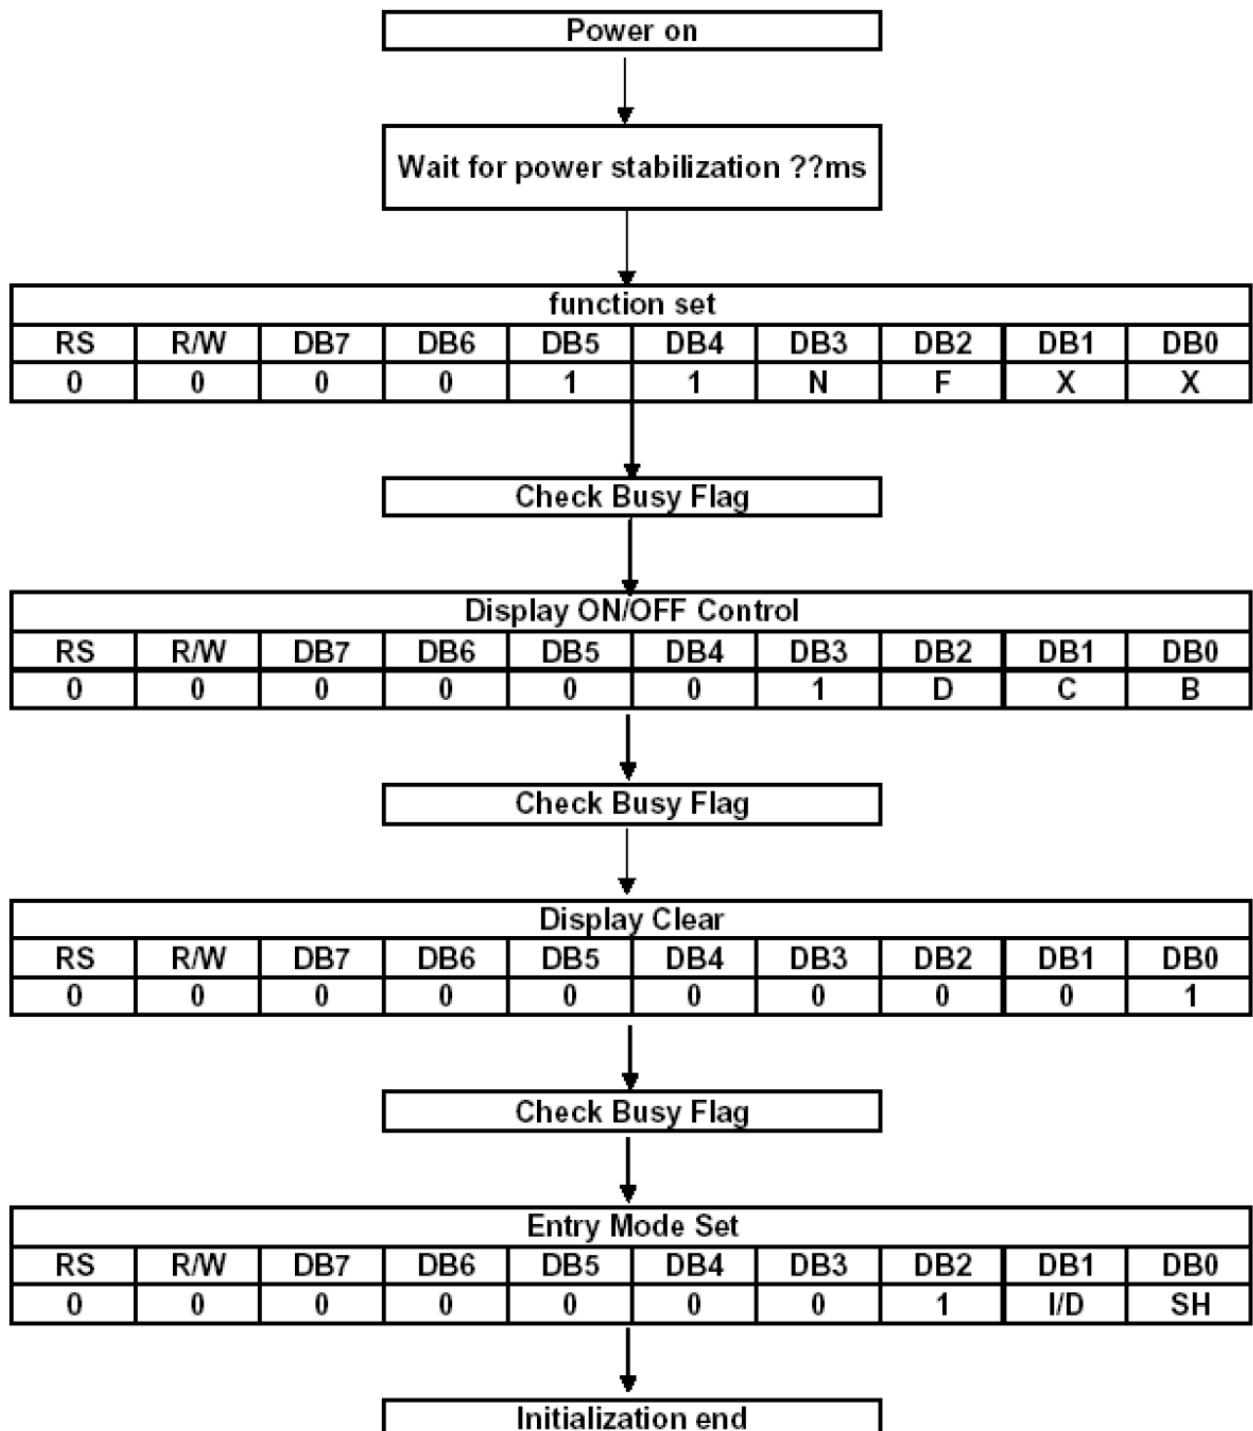 Power on
Wait for power stabilization ??ms
function set
RS R/W DB7 DB6 DB5 DB4 DB3 DB2 DB1 DB0
0 0 0 0 1 1 N F X X
Check Busy Flag
Display ON/OFF Control
RS R/W DB7 DB6 DB5 DB4 DB3 DB2 DB1 DB0
0 0 0 0 0 0 1 D C B
Check Busy Flag
Display Clear
RS R/W DB7 DB6 DB5 DB4 DB3 DB2 DB1 DB0
0 0 0 0 0 0 0 0 0 1
Check Busy Flag
Entry Mode Set
RS R/W DB7 DB6 DB5 DB4 DB3 DB2 DB1 DB0
0 0 0 0 0 0 0 1 I/D SH
Initialization end